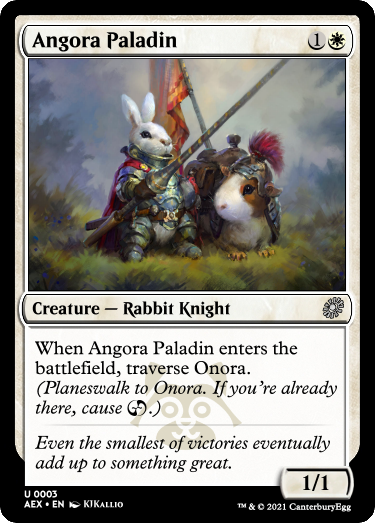 Angora Paladin 1
Creature — Rabbit Knight
When Angora Paladin enters the
battlefield, traverse Onora.
(Planeswalk to Onora. If you're already
there, cause .)
Even the smallest of victories eventually
add up to something great.
1/1
U 0003
AEX • EN KIKallio
™ & © 2021 CanterburyEgg